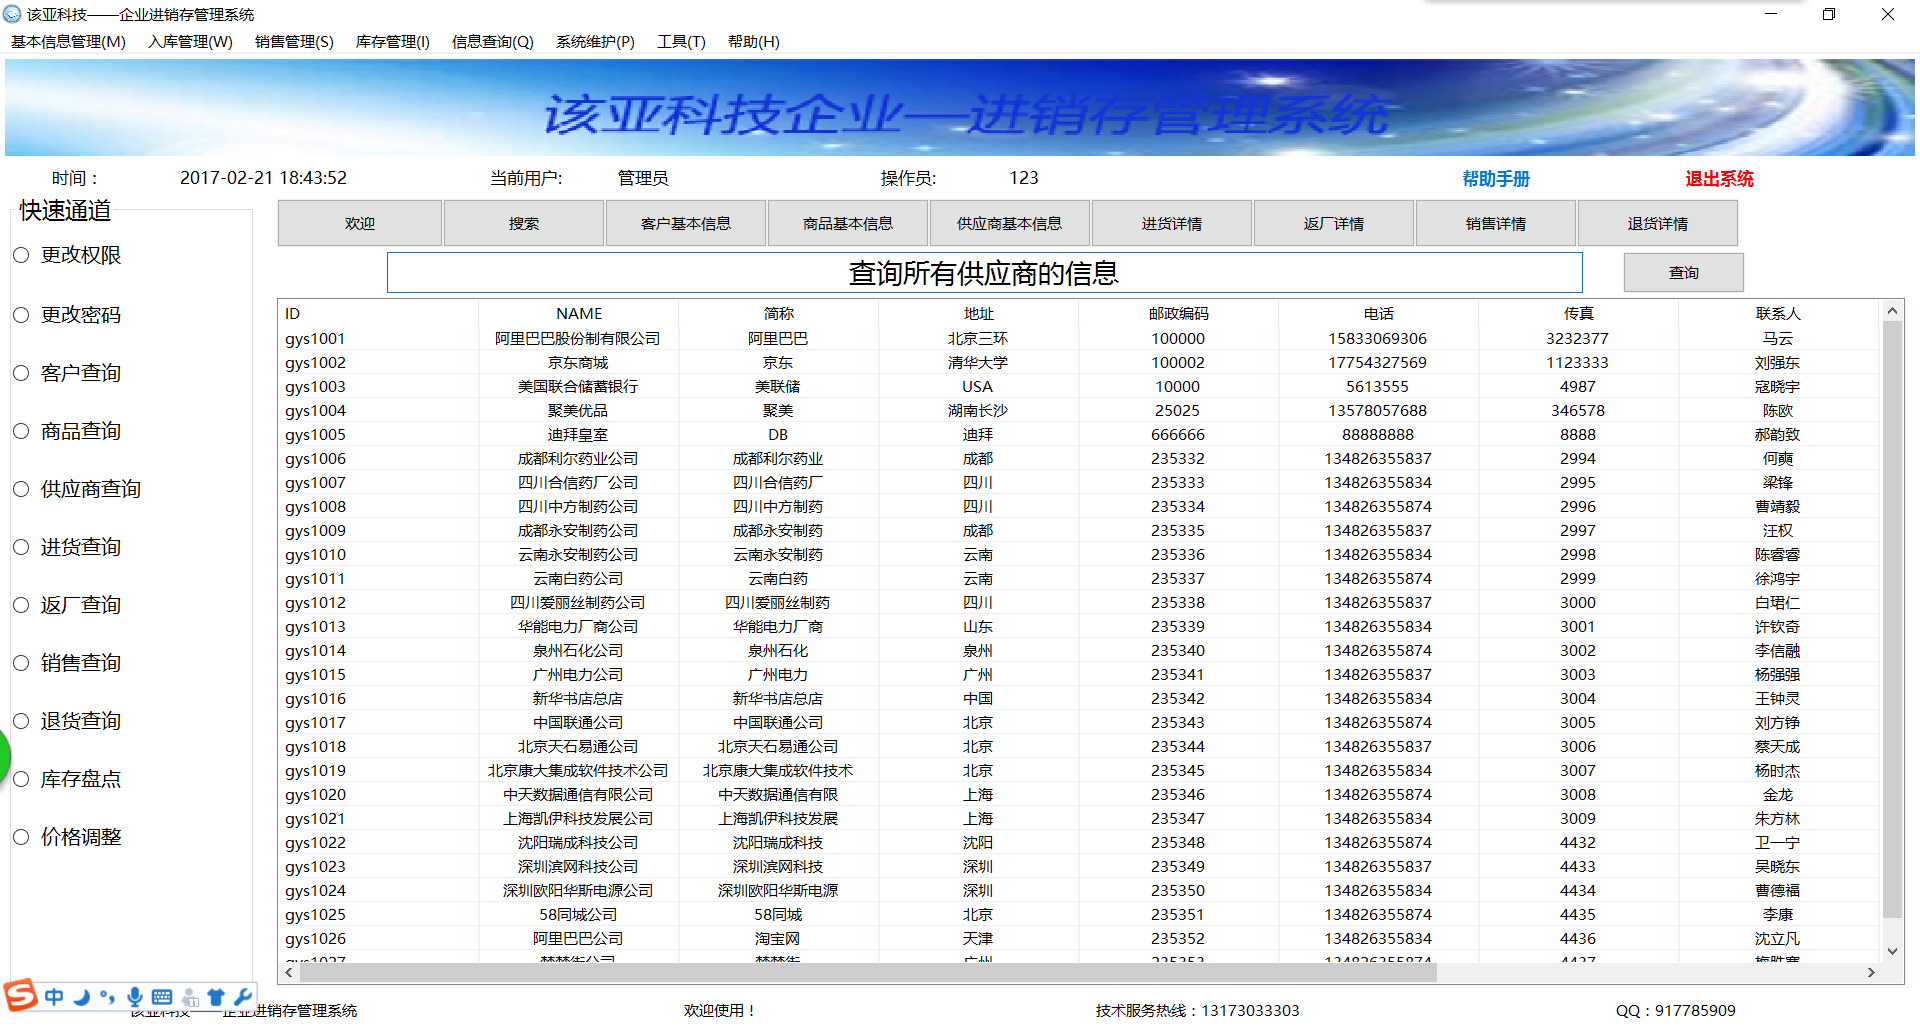 该亚科技——企业进销存管理系统
基本信息管理(M) 入库管理(W) 销售管理(S) 库存管理(I) 信息查询(Q) 系统维护(P) 工具(T) 帮助(H)
该亚科技企业—进销存管理系统
时间： 2017-02-21 18:43:52 当前用户: 管理员 操作员: 123 帮助手册 退出系统
快速通道
更改权限
更改密码
客户查询
商品查询
供应商查询
进货查询
返厂查询
销售查询
退货查询
库存盘点
价格调整
欢迎 搜索 客户基本信息 商品基本信息 供应商基本信息 进货详情 返厂详情 销售详情 退货详情
查询所有供应商的信息 查询
ID NAME 简称 地址 邮政编码 电话 传真 联系人
gys1001 阿里巴巴股份制有限公司 阿里巴巴 北京三环 100000 15833069306 3232377 马云
gys1002 京东商城 京东 清华大学 100002 17754327569 1123333 刘强东
gys1003 美国联合储蓄银行 美联储 USA 10000 5613555 4987 寇晓宇
gys1004 聚美优品 聚美 湖南长沙 25025 13578057688 346578 陈欧
gys1005 迪拜皇室 DB 迪拜 666666 88888888 8888 郝韵致
gys1006 成都利尔药业公司 成都利尔药业 成都 235332 134826355837 2994 何奭
gys1007 四川合信药厂公司 四川合信药厂 四川 235333 134826355834 2995 梁锋
gys1008 四川中方制药公司 四川中方制药 四川 235334 134826355874 2996 曹靖毅
gys1009 成都永安制药公司 成都永安制药 成都 235335 134826355837 2997 汪权
gys1010 云南永安制药公司 云南永安制药 云南 235336 134826355834 2998 陈睿睿
gys1011 云南白药公司 云南白药 云南 235337 134826355874 2999 徐鸿宇
gys1012 四川爱丽丝制药公司 四川爱丽丝制药 四川 235338 134826355837 3000 白珺仁
gys1013 华能电力厂商公司 华能电力厂商 山东 235339 134826355834 3001 许钦奇
gys1014 泉州石化公司 泉州石化 泉州 235340 134826355874 3002 李信融
gys1015 广州电力公司 广州电力 广州 235341 134826355837 3003 杨强强
gys1016 新华书店总店 新华书店总店 中国 235342 134826355834 3004 王钟灵
gys1017 中国联通公司 中国联通公司 北京 235343 134826355874 3005 刘方铮
gys1018 北京天石易通公司 北京天石易通公司 北京 235344 134826355837 3006 蔡天成
gys1019 北京康大集成软件技术公司 北京康大集成软件技术 北京 235345 134826355834 3007 杨时杰
gys1020 中天数据通信有限公司 中天数据通信有限 上海 235346 134826355874 3008 金龙
gys1021 上海凯伊科技发展公司 上海凯伊科技发展 上海 235347 134826355834 3009 朱方林
gys1022 沈阳瑞成科技公司 沈阳瑞成科技 沈阳 235348 134826355874 4432 卫一宁
gys1023 深圳滨网科技公司 深圳滨网科技 深圳 235349 134826355837 4433 吴晓东
gys1024 深圳欧阳华斯电源公司 深圳欧阳华斯电源 深圳 235350 134826355834 4434 曹德福
gys1025 58同城公司 58同城 北京 235351 134826355874 4435 李康
gys1026 阿里巴巴公司 淘宝网 天津 235352 134826355834 4436 沈立凡
中
该亚科技——企业进销存管理系统 欢迎使用！ 技术服务热线：13173033303 QQ：917785909